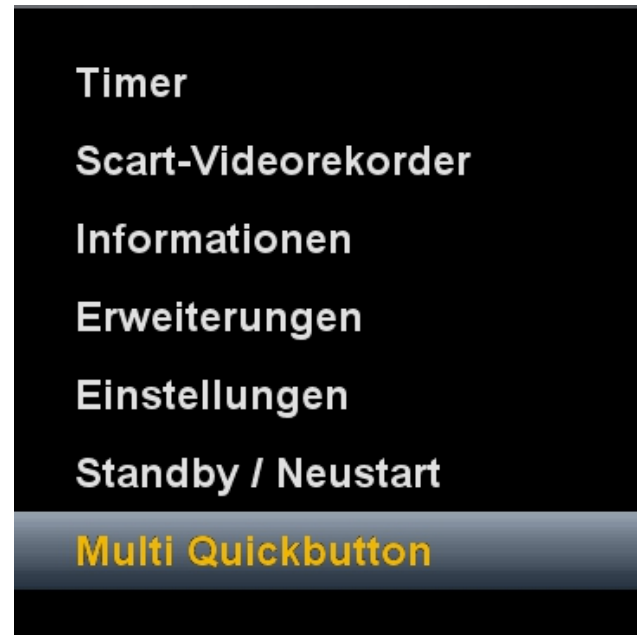 Timer
Scart-Videorekorder
Informationen
Erweiterungen
Einstellungen
Standby / Neustart
Multi Quickbutton